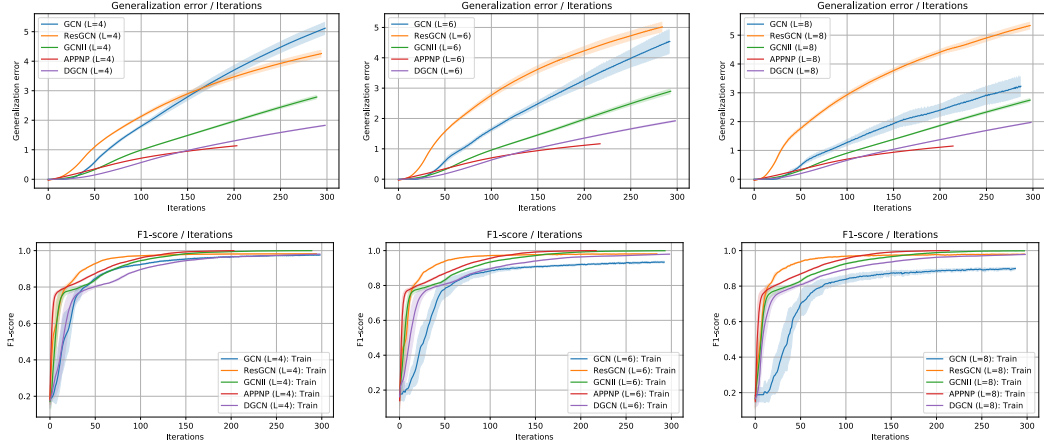 Generalization error / Iterations
GCN (L=4)
ResGCN (L=4)
GCNII (L=4)
APPNP (L=4)
DGCN (L=4)
Generalization error
5
4
3
2
1
0
0 50 100 150 200 250 300
Iterations
Generalization error / Iterations
GCN (L=6)
ResGCN (L=6)
GCNII (L=6)
APPNP (L=6)
DGCN (L=6)
Generalization error
5
4
3
2
1
0
0 50 100 150 200 250 300
Iterations
Generalization error / Iterations
GCN (L=8)
ResGCN (L=8)
GCNII (L=8)
APPNP (L=8)
DGCN (L=8)
Generalization error
5
4
3
2
1
0
0 50 100 150 200 250 300
Iterations
F1-score / Iterations
F1-score
1.0
0.8
0.6
0.4
0.2
GCN (L=4): Train
ResGCN (L=4): Train
GCNII (L=4): Train
APPNP (L=4): Train
DGCN (L=4): Train
0 50 100 150 200 250 300
Iterations
F1-score / Iterations
F1-score
1.0
0.8
0.6
0.4
0.2
GCN (L=6): Train
ResGCN (L=6): Train
GCNII (L=6): Train
APPNP (L=6): Train
DGCN (L=6): Train
0 50 100 150 200 250 300
Iterations
F1-score / Iterations
F1-score
1.0
0.8
0.6
0.4
0.2
GCN (L=8): Train
ResGCN (L=8): Train
GCNII (L=8): Train
APPNP (L=8): Train
DGCN (L=8): Train
0 50 100 150 200 250 300
Iterations